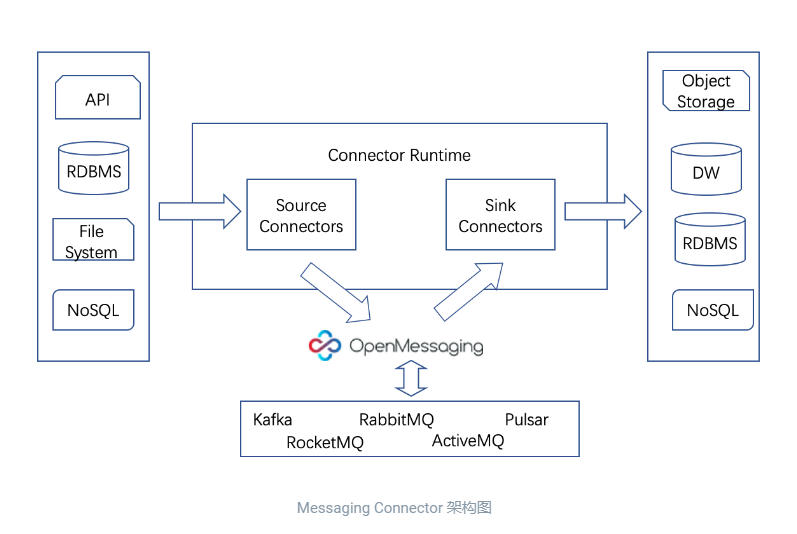 API
RDBMS
File
System
NoSQL
Connector Runtime
Source
Connectors
Sink
Connectors
OpenMessaging
Kafka
RabbitMQ
Pulsar
RocketMQ
ActiveMQ
Object
Storage
DW
RDBMS
NoSQL
Messaging Connector 架构图